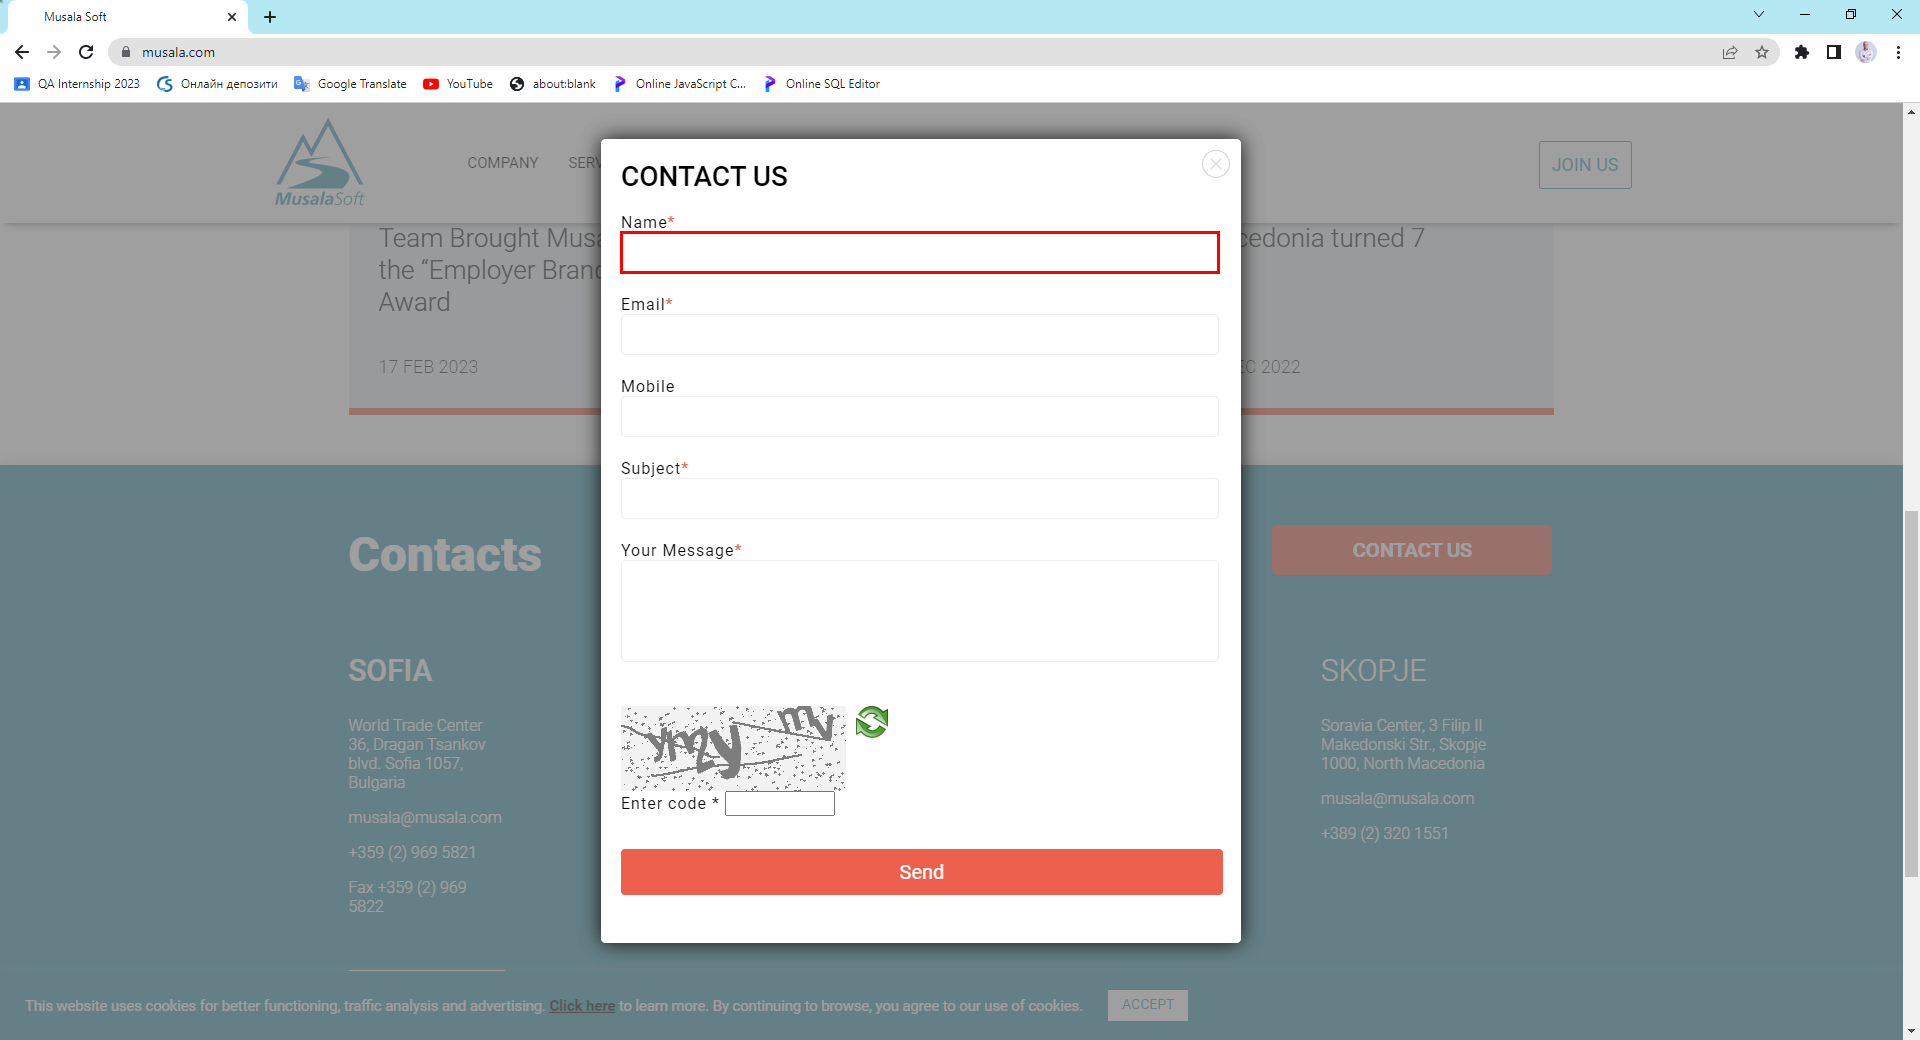 Musala Soft
musala.com
QA Internship 2023
Онлайн депозити
Google Translate
YouTube
about:blank
Online JavaScript C...
Online SQL Editor
MusalaSoft
COMPANY
SERV
JOIN US
Team Brought Musa
the “Employer Brand
Award
17 FEB 2023
cedonia turned 7
EC 2022
CONTACT US
Name*
Email*
Mobile
Subject*
Your Message*
Enter code *
Send
Contacts
CONTACT US
SOFIA
World Trade Center
36, Dragan Tsankov
blvd. Sofia 1057,
Bulgaria
musala@musala.com
+359 (2) 969 5821
Fax +359 (2) 969
5822
SKOPJE
Soravia Center, 3 Filip II
Makedonski Str., Skopje
1000, North Macedonia
musala@musala.com
+389 (2) 320 1551
This website uses cookies for better functioning, traffic analysis and advertising. Click here to learn more. By continuing to browse, you agree to our use of cookies.
ACCEPT